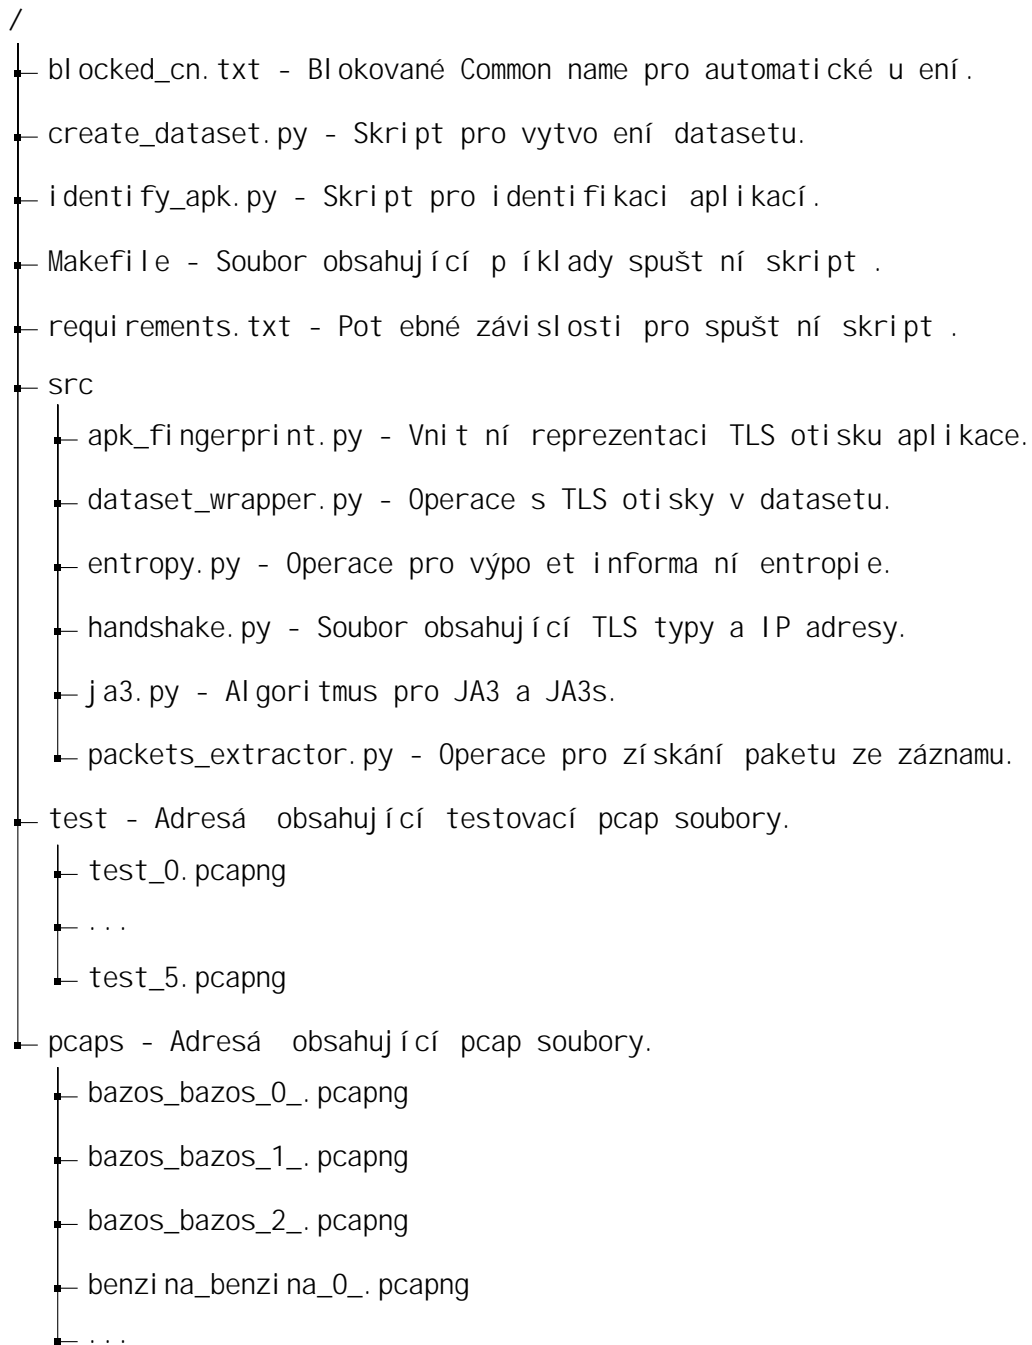 /
blocked_cn.txt - Blokované Common name pro automatické u ení.
create_dataset.py - Skript pro vytvo ení datasetu.
identify_apk.py - Skript pro identifikaci aplikací.
Makefile - Soubor obsahující p íklady spušt ní skript .
requirements.txt - Pot ebné závislosti pro spušt ní skript .
src
apk_fingerprint.py - Vnit ní reprezentaci TLS otisku aplikace.
dataset_wrapper.py - Operace s TLS otisky v datasetu.
entropy.py - Operace pro výpo et informa ní entropie.
handshake.py - Soubor obsahující TLS typy a IP adresy.
ja3.py - Algoritmus pro JA3 a JA3s.
packets_extractor.py - Operace pro získání paketu ze záznamu.
test - Adresá  obsahující testovací pcap soubory.
test_0.pcapng
...
test_5.pcapng
pcaps - Adresá  obsahující pcap soubory.
bazos_bazos_0_.pcapng
bazos_bazos_1_.pcapng
bazos_bazos_2_.pcapng
benzina_benzina_0_.pcapng
...